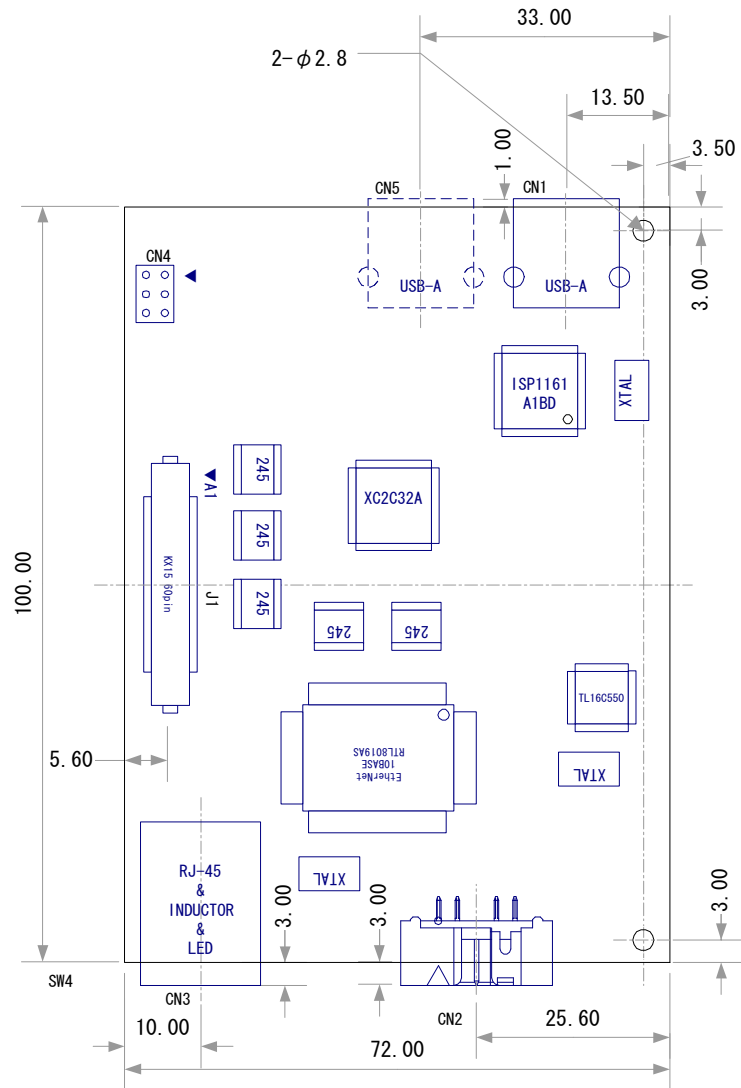 33.00
2-φ2.8
13.50
3.50
1.00
CN5
CN1
CN4
USB-A
USB-A
3.00
ISP1161
A1BD
XTAL
245
A1
XC2C32A
245
KX15 60pin
100.00
J1
245
245
245
TL16C550
EtherNet
10BASE
RTL8019AS
5.60
XTAL
RJ-45
&
INDUCTOR
&
LED
XTAL
3.00
3.00
3.00
SW4
CN3
CN2
10.00
25.60
72.00